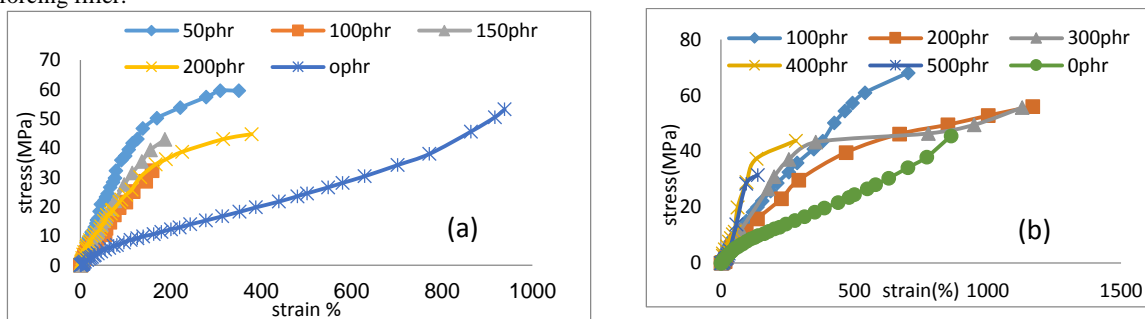 forcing filler.
50phr 100phr 150phr
200phr ophr
70
60
50
40
30
20
10
0
stress(MPa)
0 200 400 600 800 1000
strain %
(a)
100phr 200phr 300phr
400phr 500phr 0phr
80
60
40
20
0
stress(MPa)
0 500 1000 1500
strain(%)
(b)